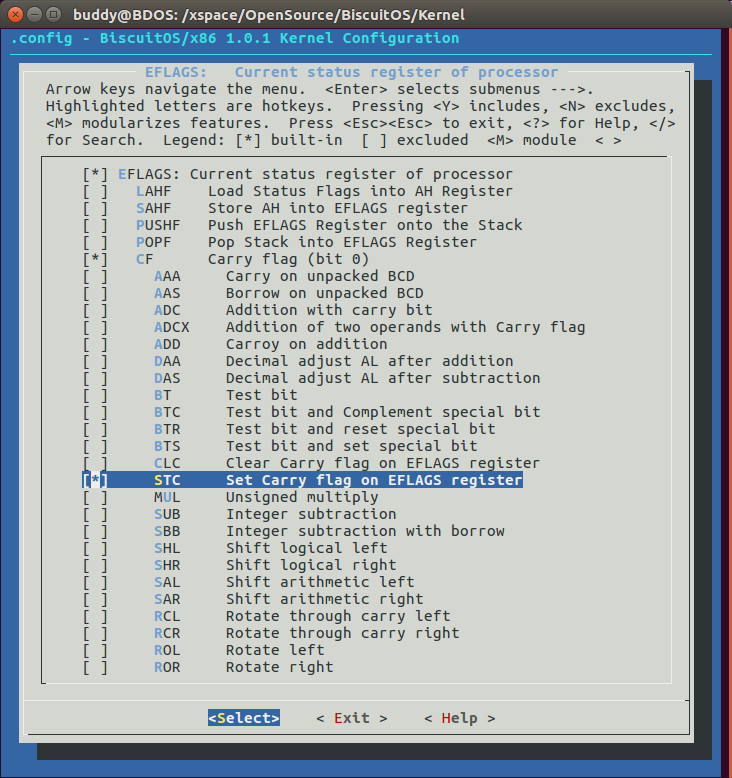 buddy@BDOS: /xspace/OpenSource/BiscuitOS/Kernel
.config - BiscuitOS/x86 1.0.1 Kernel Configuration
EFLAGS:   Current status register of processor
Arrow keys navigate the menu.  <Enter> selects submenus --->.
Highlighted letters are hotkeys.  Pressing <Y> includes, <N> excludes,
<M> modularizes features.  Press <Esc><Esc> to exit, <?> for Help, </>
for Search.  Legend: [*] built-in  [ ] excluded  <M> module  < >
[*] EFLAGS: Current status register of processor
[ ]   LAHF    Load Status Flags into AH Register
[ ]   SAHF    Store AH into EFLAGS register
[ ]   PUSHF   Push EFLAGS Register onto the Stack
[ ]   POPF    Pop Stack into EFLAGS Register
[*]   CF      Carry flag (bit 0)
[ ]     AAA     Carry on unpacked BCD
[ ]     AAS     Borrow on unpacked BCD
[ ]     ADC     Addition with carry bit
[ ]     ADCX    Addition of two operands with Carry flag
[ ]     ADD     Carroy on addition
[ ]     DAA     Decimal adjust AL after addition
[ ]     DAS     Decimal adjust AL after subtraction
[ ]     BT      Test bit
[ ]     BTC     Test bit and Complement special bit
[ ]     BTR     Test bit and reset special bit
[ ]     BTS     Test bit and set special bit
[ ]     CLC     Clear Carry flag on EFLAGS register
[*]     STC     Set Carry flag on EFLAGS register
[ ]     MUL     Unsigned multiply
[ ]     SUB     Integer subtraction
[ ]     SBB     Integer subtraction with borrow
[ ]     SHL     Shift logical left
[ ]     SHR     Shift logical right
[ ]     SAL     Shift arithmetic left
[ ]     SAR     Shift arithmetic right
[ ]     RCL     Rotate through carry left
[ ]     RCR     Rotate through carry right
[ ]     ROL     Rotate left
[ ]     ROR     Rotate right
<Select>    < Exit >    < Help >